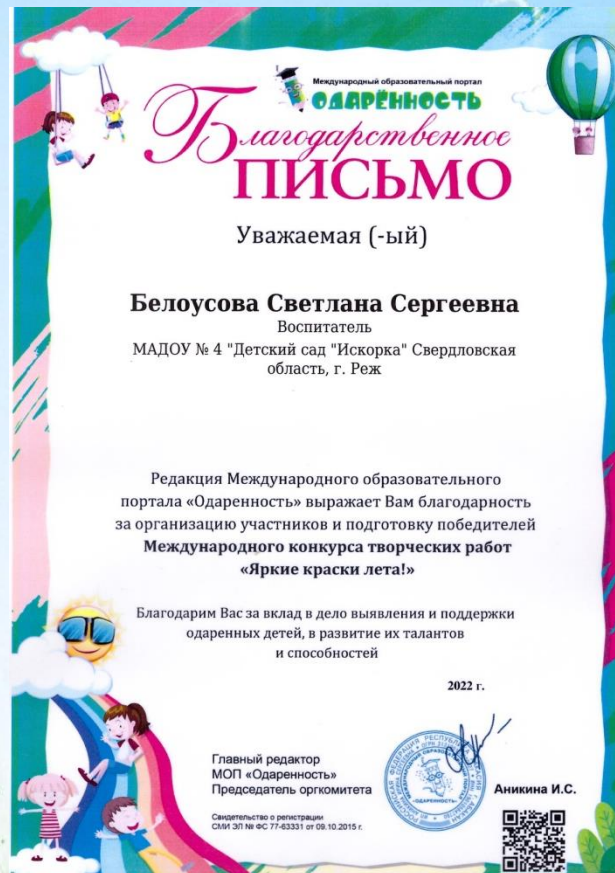 Международный образовательный портал
ОДАРЁННОСТЬ
Благодарственное
ПИСЬМО
Уважаемая (-ый)
Белоусова Светлана Сергеевна
Воспитатель
МАДОУ № 4 "Детский сад "Искорка" Свердловская
область, г. Реж
Редакция Международного образовательного
портала «Одаренность» выражает Вам благодарность
за организацию участников и подготовку победителей
Международного конкурса творческих работ
«Яркие краски лета!»
Благодарим Вас за вклад в дело выявления и поддержки
одаренных детей, в развитие их талантов
и способностей
2022 г.
Главный редактор
МОП «Одаренность»
Председатель оргкомитета
Аникина И.С.
Свидетельство о регистрации
СМИ ЭЛ № ФС 77-63331 от 09.10.2015 г.
«ОДАРЕННОСТЬ»